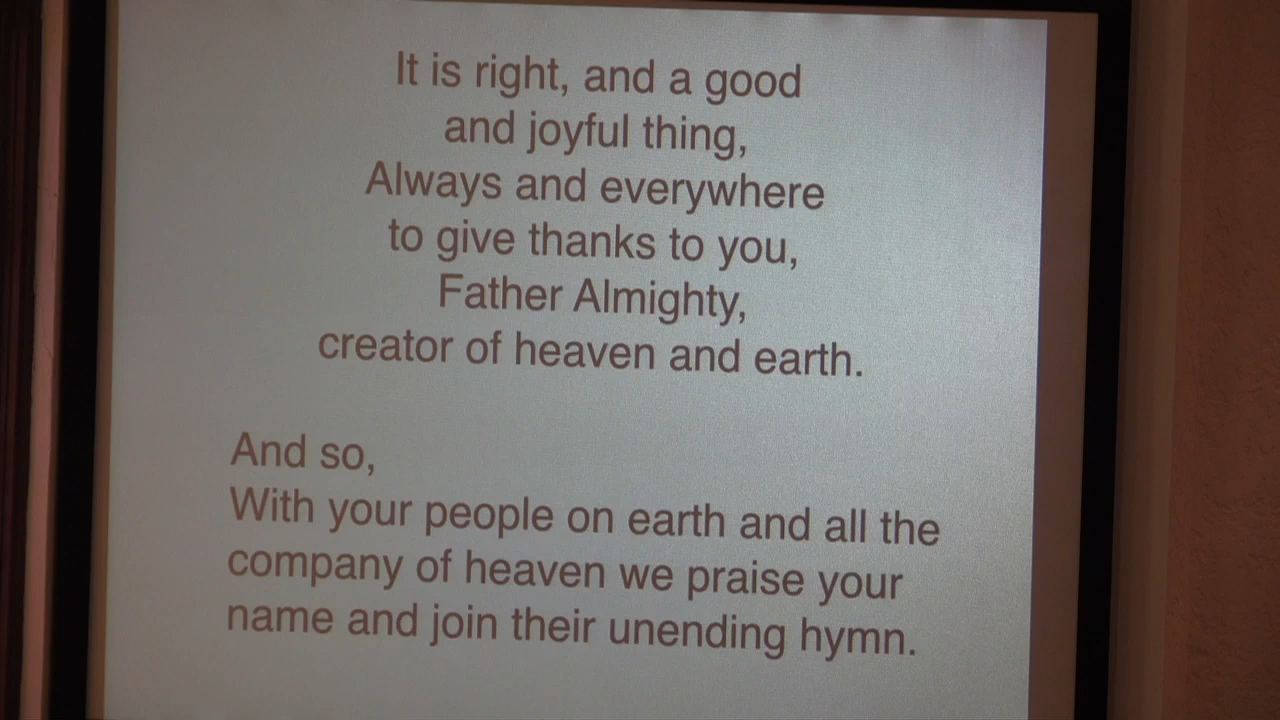 It is right, and a good
and joyful thing,
Always and everywhere
to give thanks to you,
Father Almighty,
creator of heaven and earth.
And so,
With your people on earth and all the
company of heaven we praise your
name and join their unending hymn.